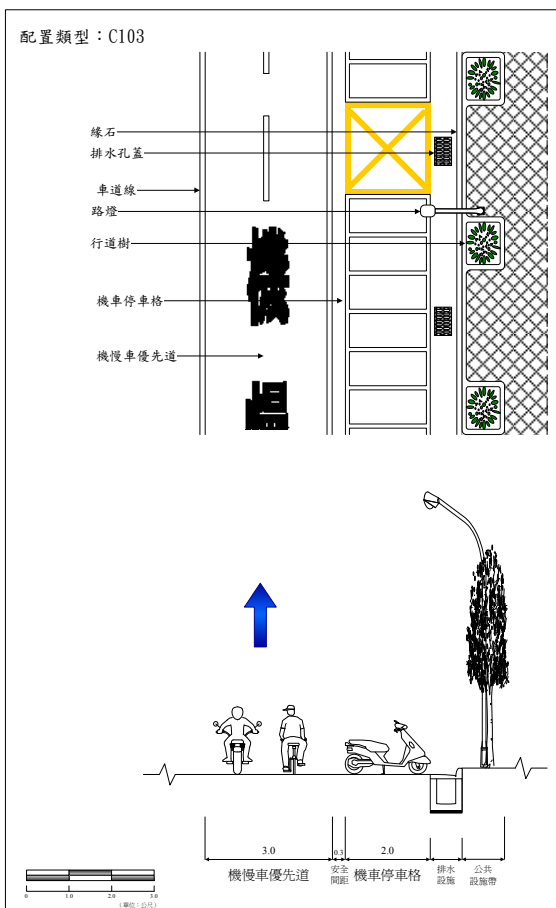 配置類型：C103
緣石
排水孔蓋
車道線
路燈
行道樹
機車停車格
機慢車優先道
機慢
3.0
0.3
2.0
機慢車優先道
安全
間距
機車停車格
排水
設施
公共
設施帶
0 1.0 2.0 3.0
（單位：公尺）